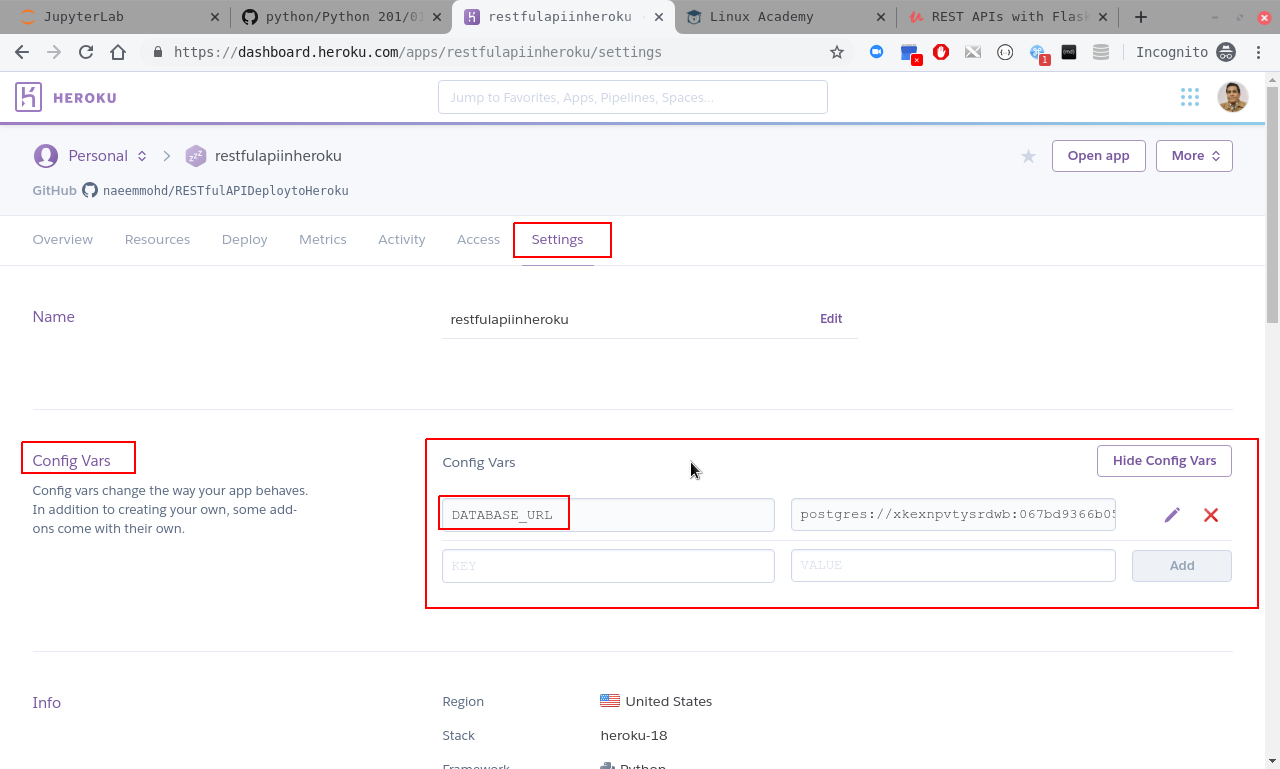 JupyterLab
python/Python 201/01
restfulapiinheroku
Linux Academy
REST APIs with Flask
https://dashboard.heroku.com/apps/restfulapiinheroku/settings
1
Incognito
HEROKU
Jump to Favorites, Apps, Pipelines, Spaces...
Personal
restfulapiinheroku
Open app
More
GitHub naeemmohd/RESTfulAPIDeploytoHeroku
Overview
Resources
Deploy
Metrics
Activity
Access
Settings
Name
restfulapiinheroku
Edit
Config Vars
Config vars change the way your app behaves.
In addition to creating your own, some add-
ons come with their own.
Config Vars
Hide Config Vars
DATABASE_URL
postgres://xkexnpvtysrdwb:067bd9366b05
KEY
VALUE
Add
Info
Region
United States
Stack
heroku-18
Framework
Python